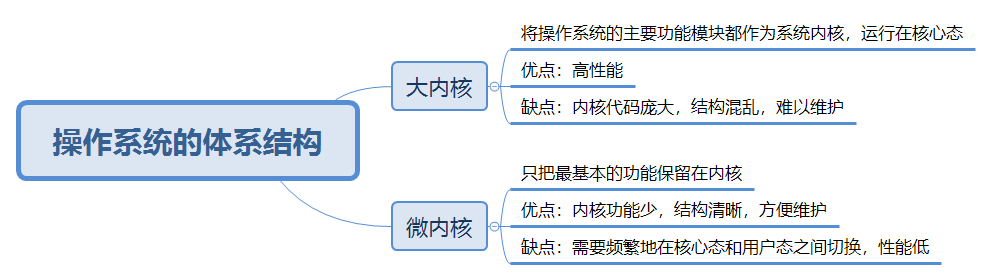 操作系统的体系结构
大内核
将操作系统的主要功能模块都作为系统内核，运行在核心态
优点：高性能
缺点：内核代码庞大，结构混乱，难以维护
微内核
只把最基本的功能保留在内核
优点：内核功能少，结构清晰，方便维护
缺点：需要频繁地在核心态和用户态之间切换，性能低